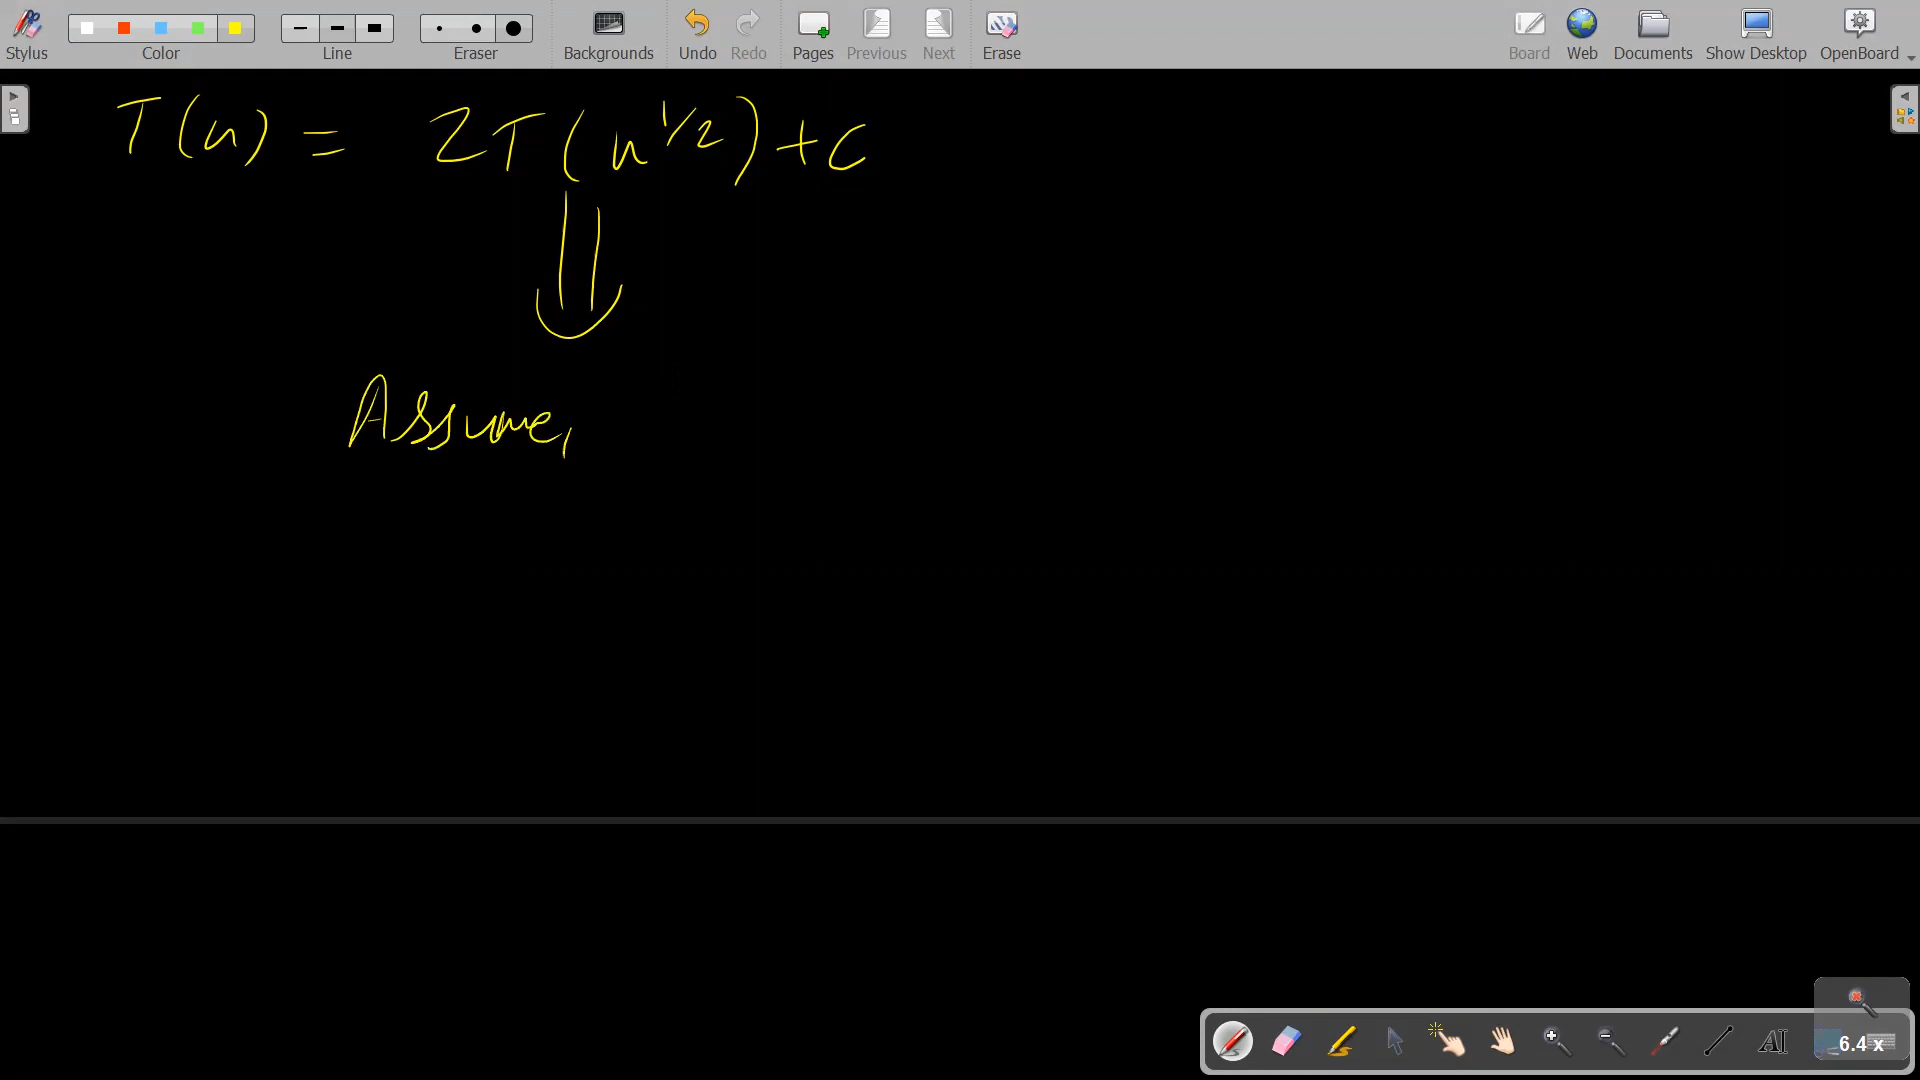 Stylus Color Line Eraser Backgrounds Undo Redo Pages Previous Next Erase Board Web Documents Show Desktop OpenBoard
T(n) = 2T(n^1/2)+c
Assume,
6.4 x